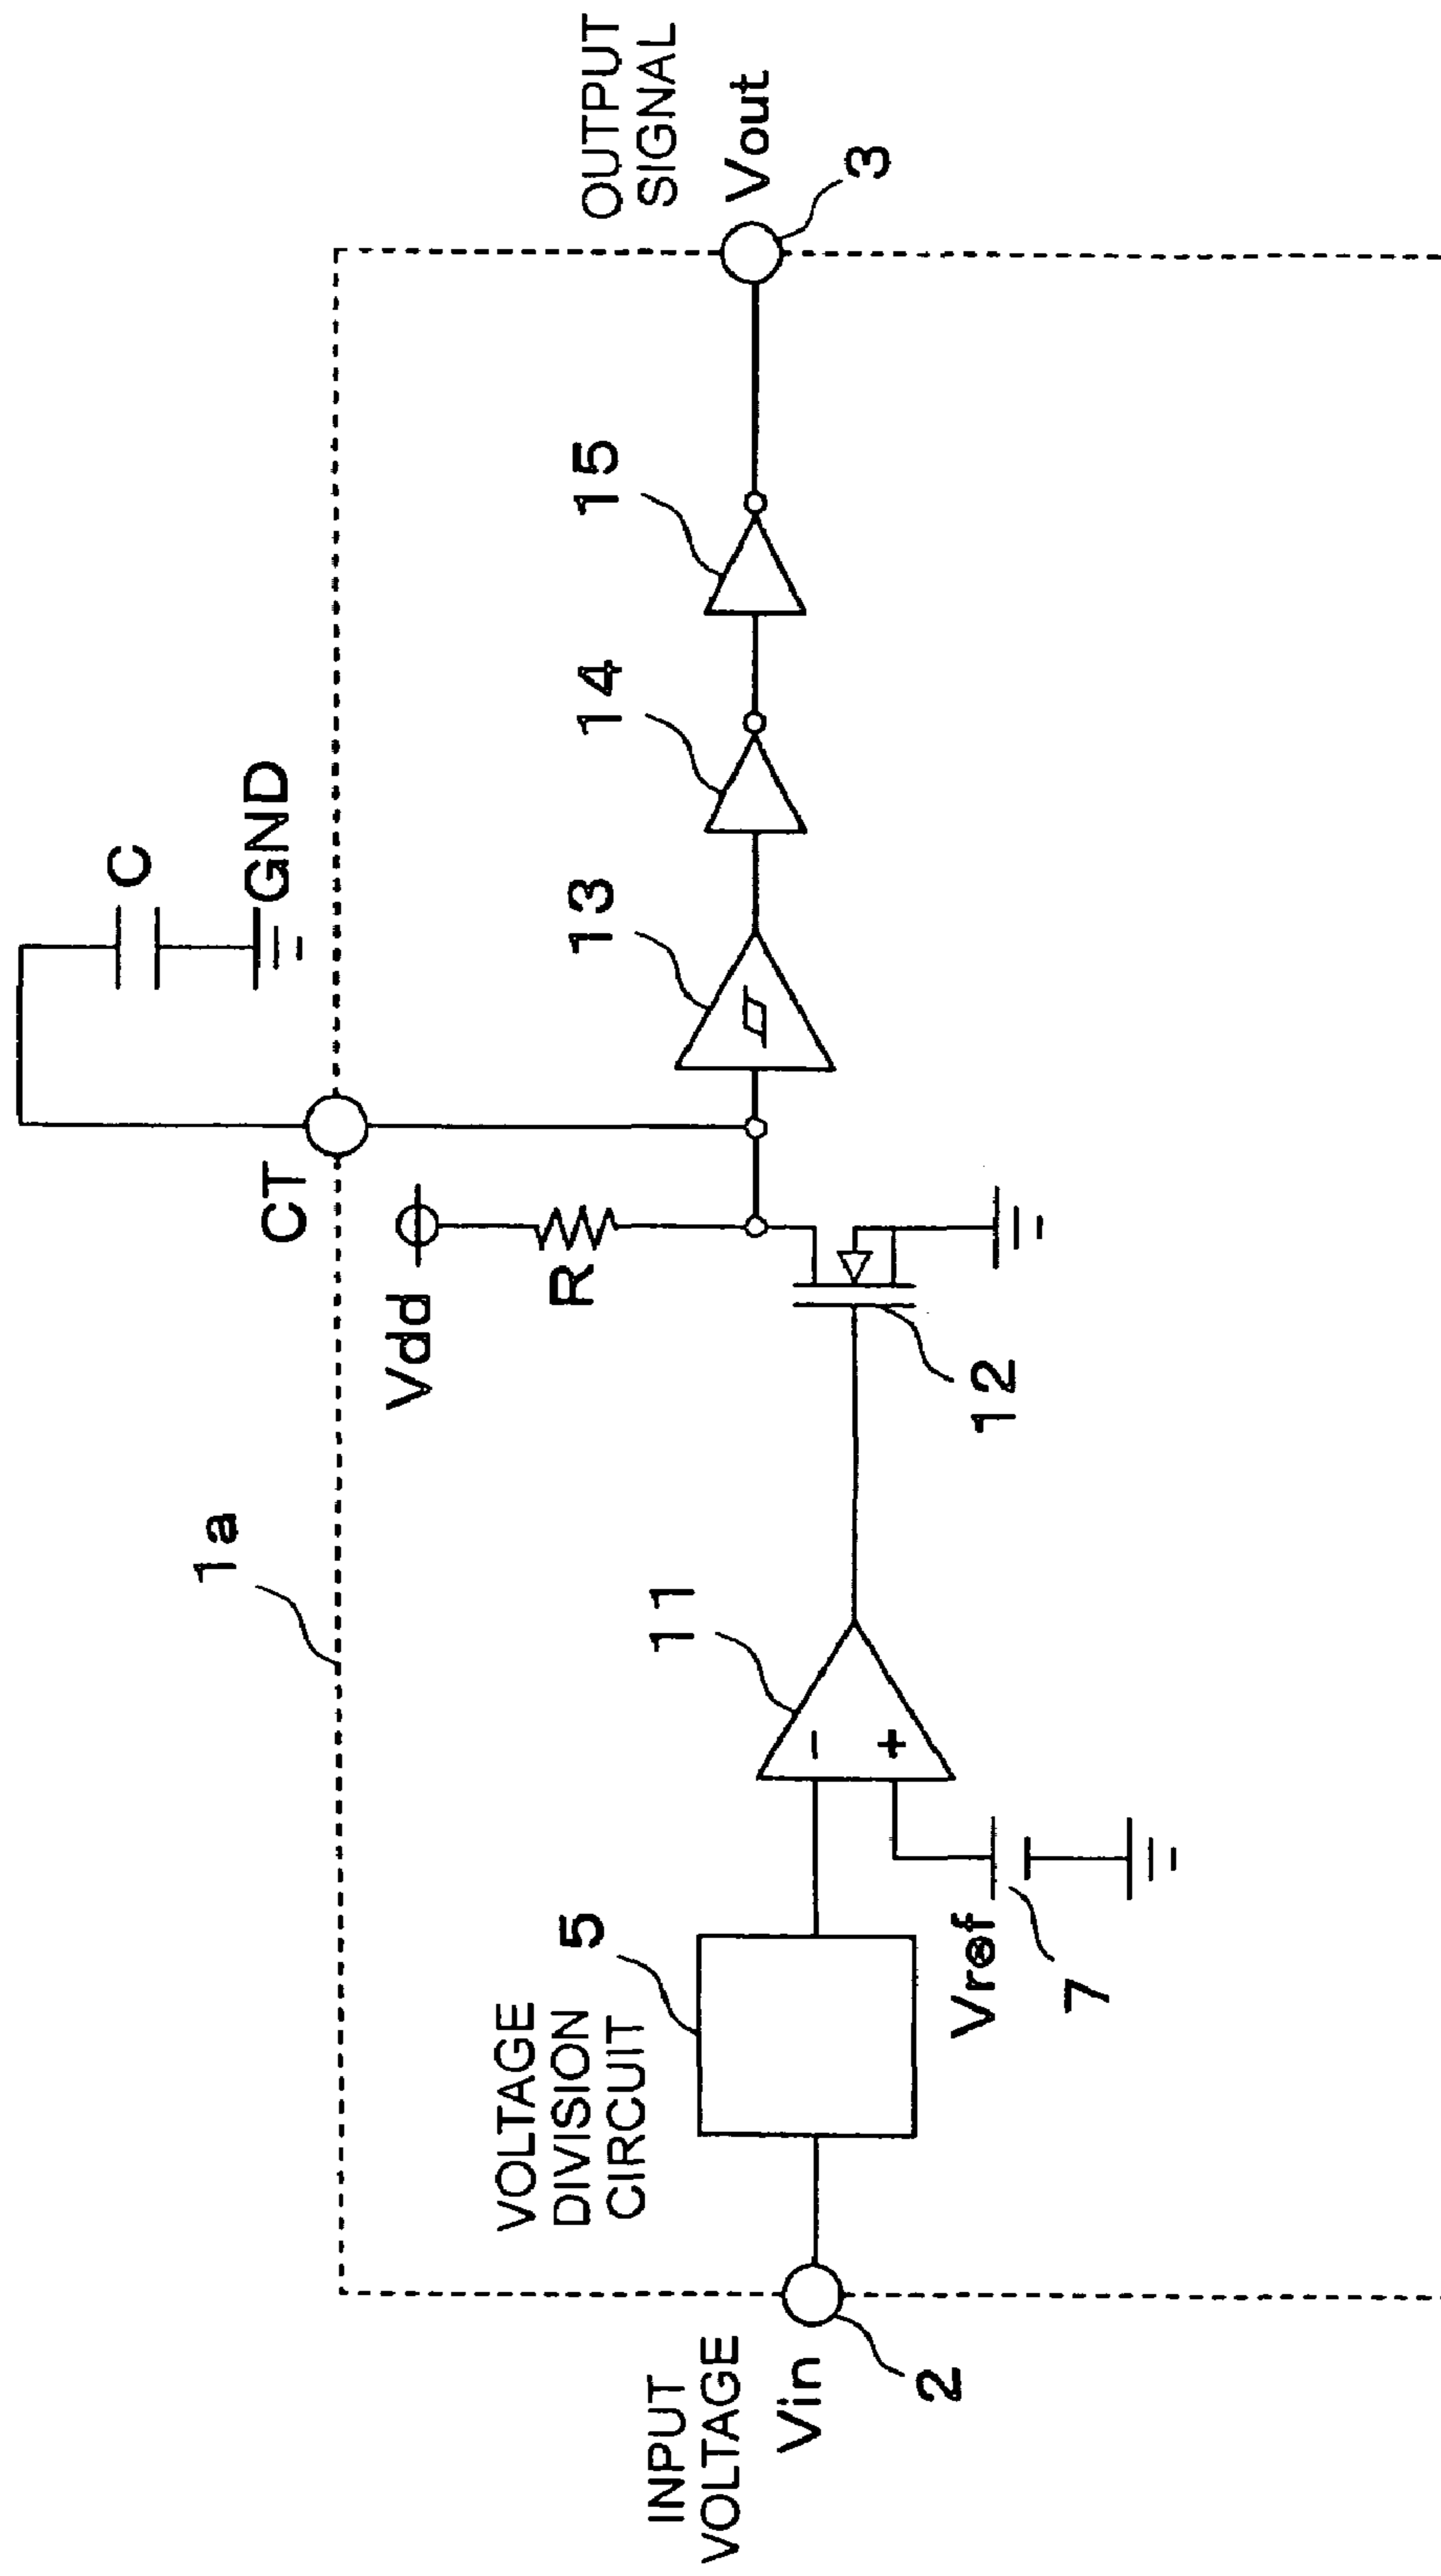 1a
CT
C
GND
Vdd
R
OUTPUT
SIGNAL
Vout
3
VOLTAGE
DIVISION
CIRCUIT
5
11
13
14
15
INPUT
VOLTAGE
Vin
2
-
+
Vref
7
12